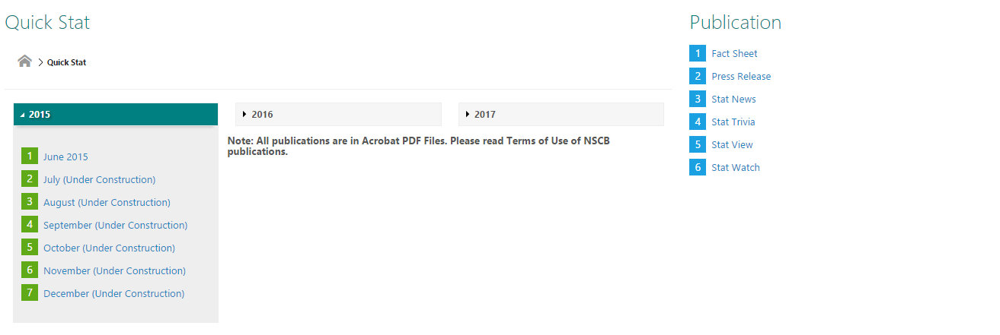 Quick Stat
Quick Stat
2015
1 June 2015
2 July (Under Construction)
3 August (Under Construction)
4 September (Under Construction)
5 October (Under Construction)
6 November (Under Construction)
7 December (Under Construction)
2016
2017
Note: All publications are in Acrobat PDF Files. Please read Terms of Use of NSCB
publications.
Publication
1 Fact Sheet
2 Press Release
3 Stat News
4 Stat Trivia
5 Stat View
6 Stat Watch